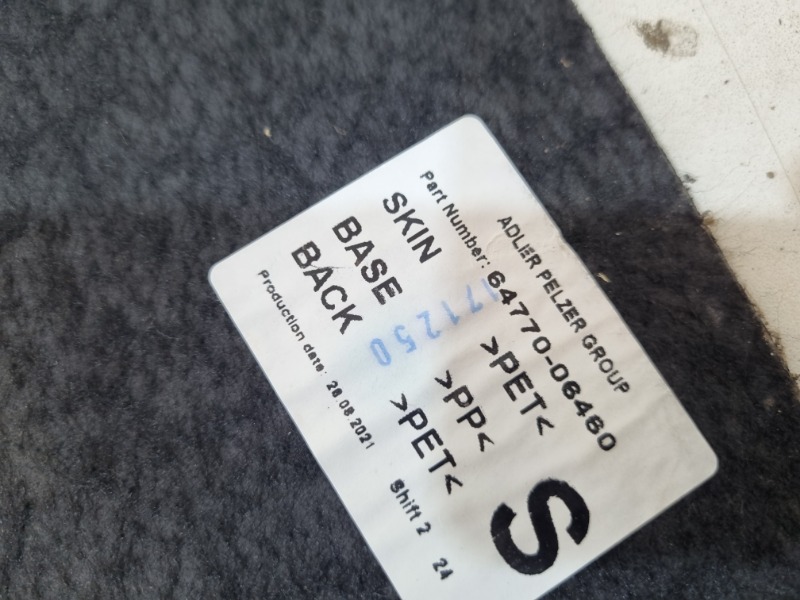 ADLER PELZER GROUP
Part Number: 64770-06460
SKIN >PET<
BASE >PP<
BACK >PET<
S
171250
Production date: 28.08.2021 Shift 2 24